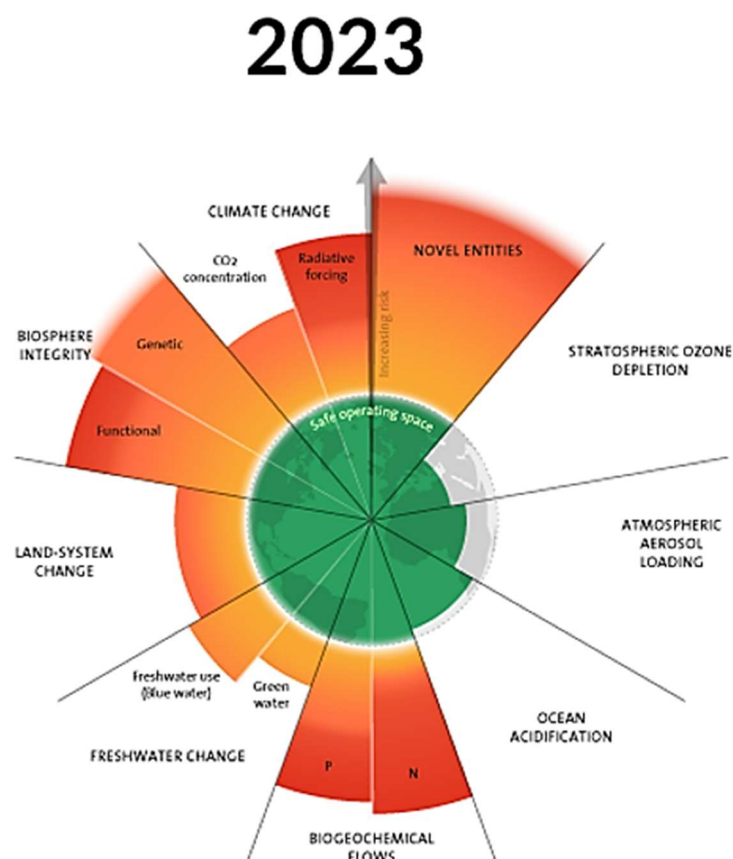 2023
CLIMATE CHANGE
CO2
concentration
Radiative
forcing
NOVEL ENTITIES
Increasing risk
BIOSPHERE
INTEGRITY
Genetic
Functional
STRATOSPHERIC OZONE
DEPLETION
Safe operating space
ATMOSPHERIC
AEROSOL
LOADING
LAND-SYSTEM
CHANGE
Freshwater use
(Blue water)
Green
water
FRESHWATER CHANGE
P
N
OCEAN
ACIDIFICATION
BIOGEOCHEMICAL
FLOWS